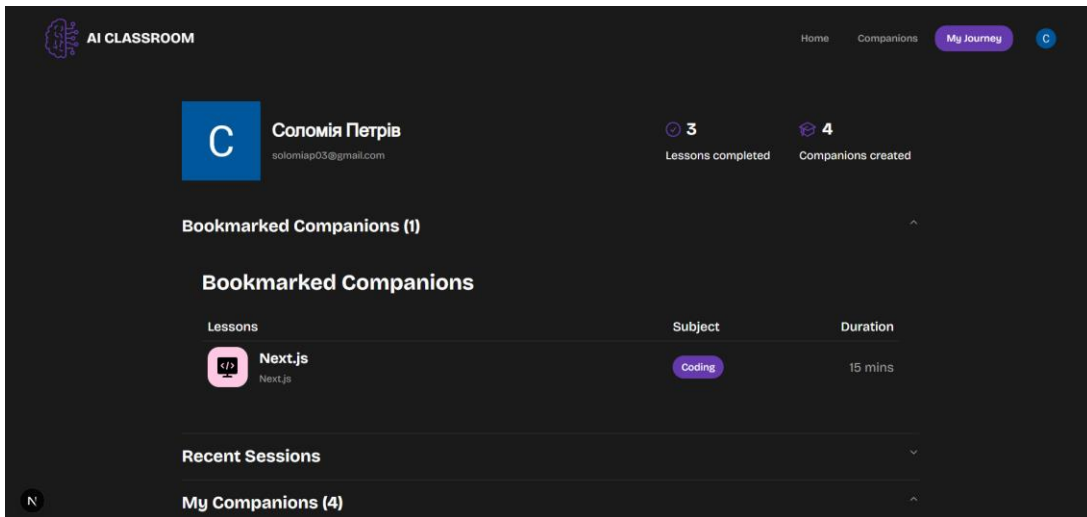 AI CLASSROOM
Home Companions My Journey C
C
Соломія Петрів
solomiap03@gmail.com
3
Lessons completed
4
Companions created
Bookmarked Companions (1)
Bookmarked Companions
Lessons Subject Duration
Next.js
Next.js
</> Coding 15 mins
Recent Sessions
N
My Companions (4)